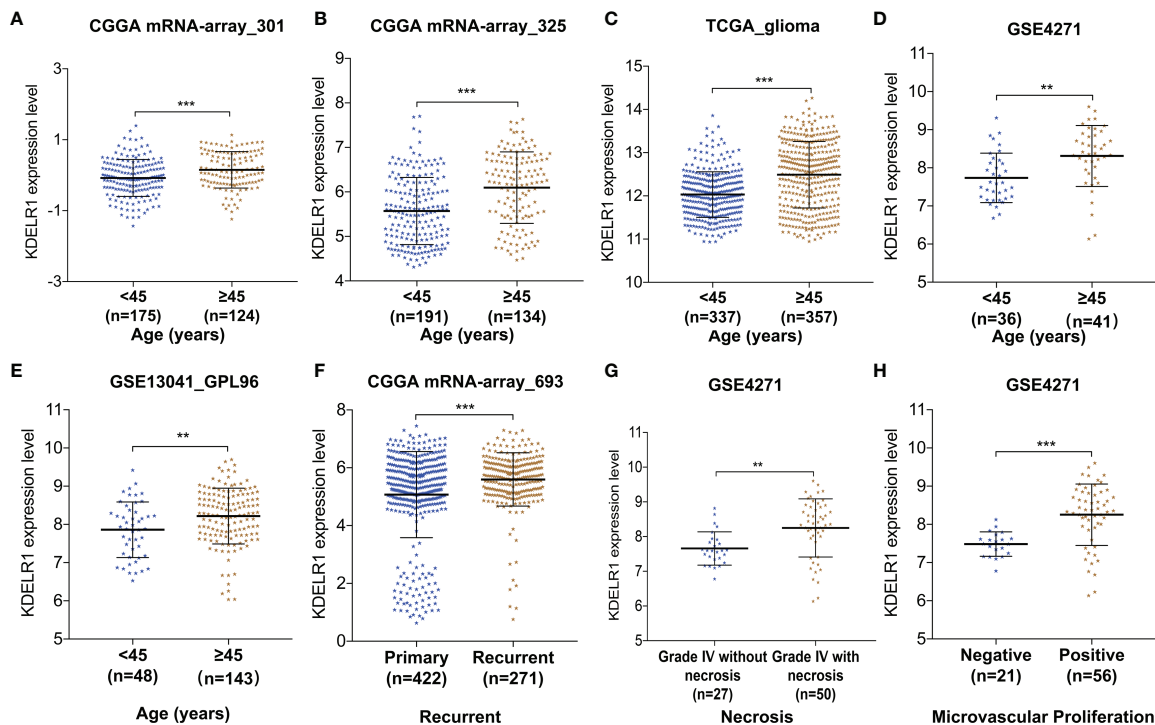 A
CGGA mRNA-array_301
KDELR1 expression level
3
1
-1
-3
***
<45
(n=175)
≥45
(n=124)
Age (years)
B
CGGA mRNA-array_325
KDELR1 expression level
9
8
7
6
5
4
***
<45
(n=191)
≥45
(n=134)
Age (years)
C
TCGA_glioma
KDELR1 expression level
15
14
13
12
11
10
***
<45
(n=337)
≥45
(n=357)
Age (years)
D
GSE4271
KDELR1 expression level
11
10
9
8
7
6
5
**
<45
(n=36)
≥45
(n=41)
Age (years)
E
GSE13041_GPL96
KDELR1 expression level
11
10
9
8
7
6
5
**
<45
(n=48)
≥45
(n=143)
Age (years)
F
CGGA mRNA-array_693
KDELR1 expression level
8
6
4
2
0
***
Primary
(n=422)
Recurrent
(n=271)
Recurrent
G
GSE4271
KDELR1 expression level
11
10
9
8
7
6
5
**
Grade IV without
necrosis
(n=27)
Grade IV with
necrosis
(n=50)
Necrosis
H
GSE4271
KDELR1 expression level
11
10
9
8
7
6
5
***
Negative
(n=21)
Positive
(n=56)
Microvascular Proliferation